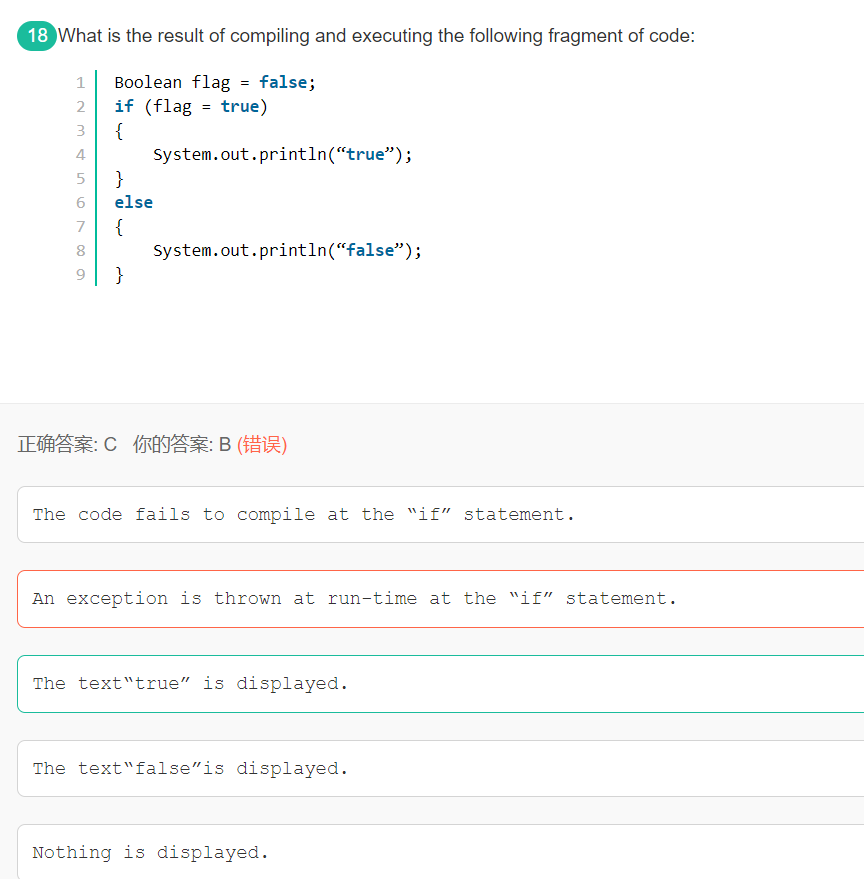 18 What is the result of compiling and executing the following fragment of code:
1 Boolean flag = false;
2 if (flag = true)
3 {
4     System.out.println(“true”);
5 }
6 else
7 {
8     System.out.println(“false”);
9 }
正确答案: C 你的答案: B (错误)
The code fails to compile at the “if” statement.
An exception is thrown at run-time at the “if” statement.
The text“true” is displayed.
The text“false”is displayed.
Nothing is displayed.